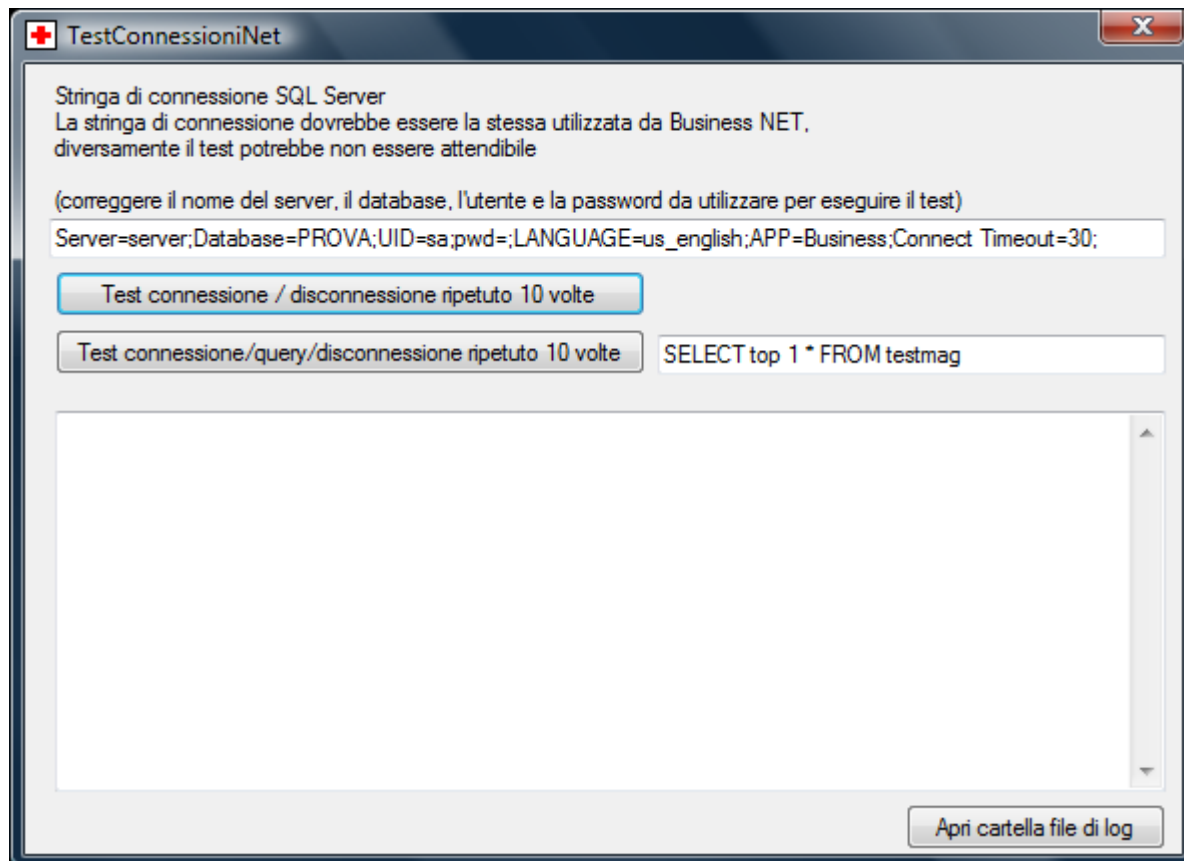 TestConnessioniNet
Stringa di connessione SQL Server
La stringa di connessione dovrebbe essere la stessa utilizzata da Business NET,
diversamente il test potrebbe non essere attendibile
(correggere il nome del server, il database, l'utente e la password da utilizzare per eseguire il test)
Server=server;Database=PROVA;UID=sa;pwd=;LANGUAGE=us_english;APP=Business;Connect Timeout=30;
Test connessione / disconnessione ripetuto 10 volte
Test connessione/query/disconnessione ripetuto 10 volte
SELECT top 1 * FROM testmag
Apri cartella file di log